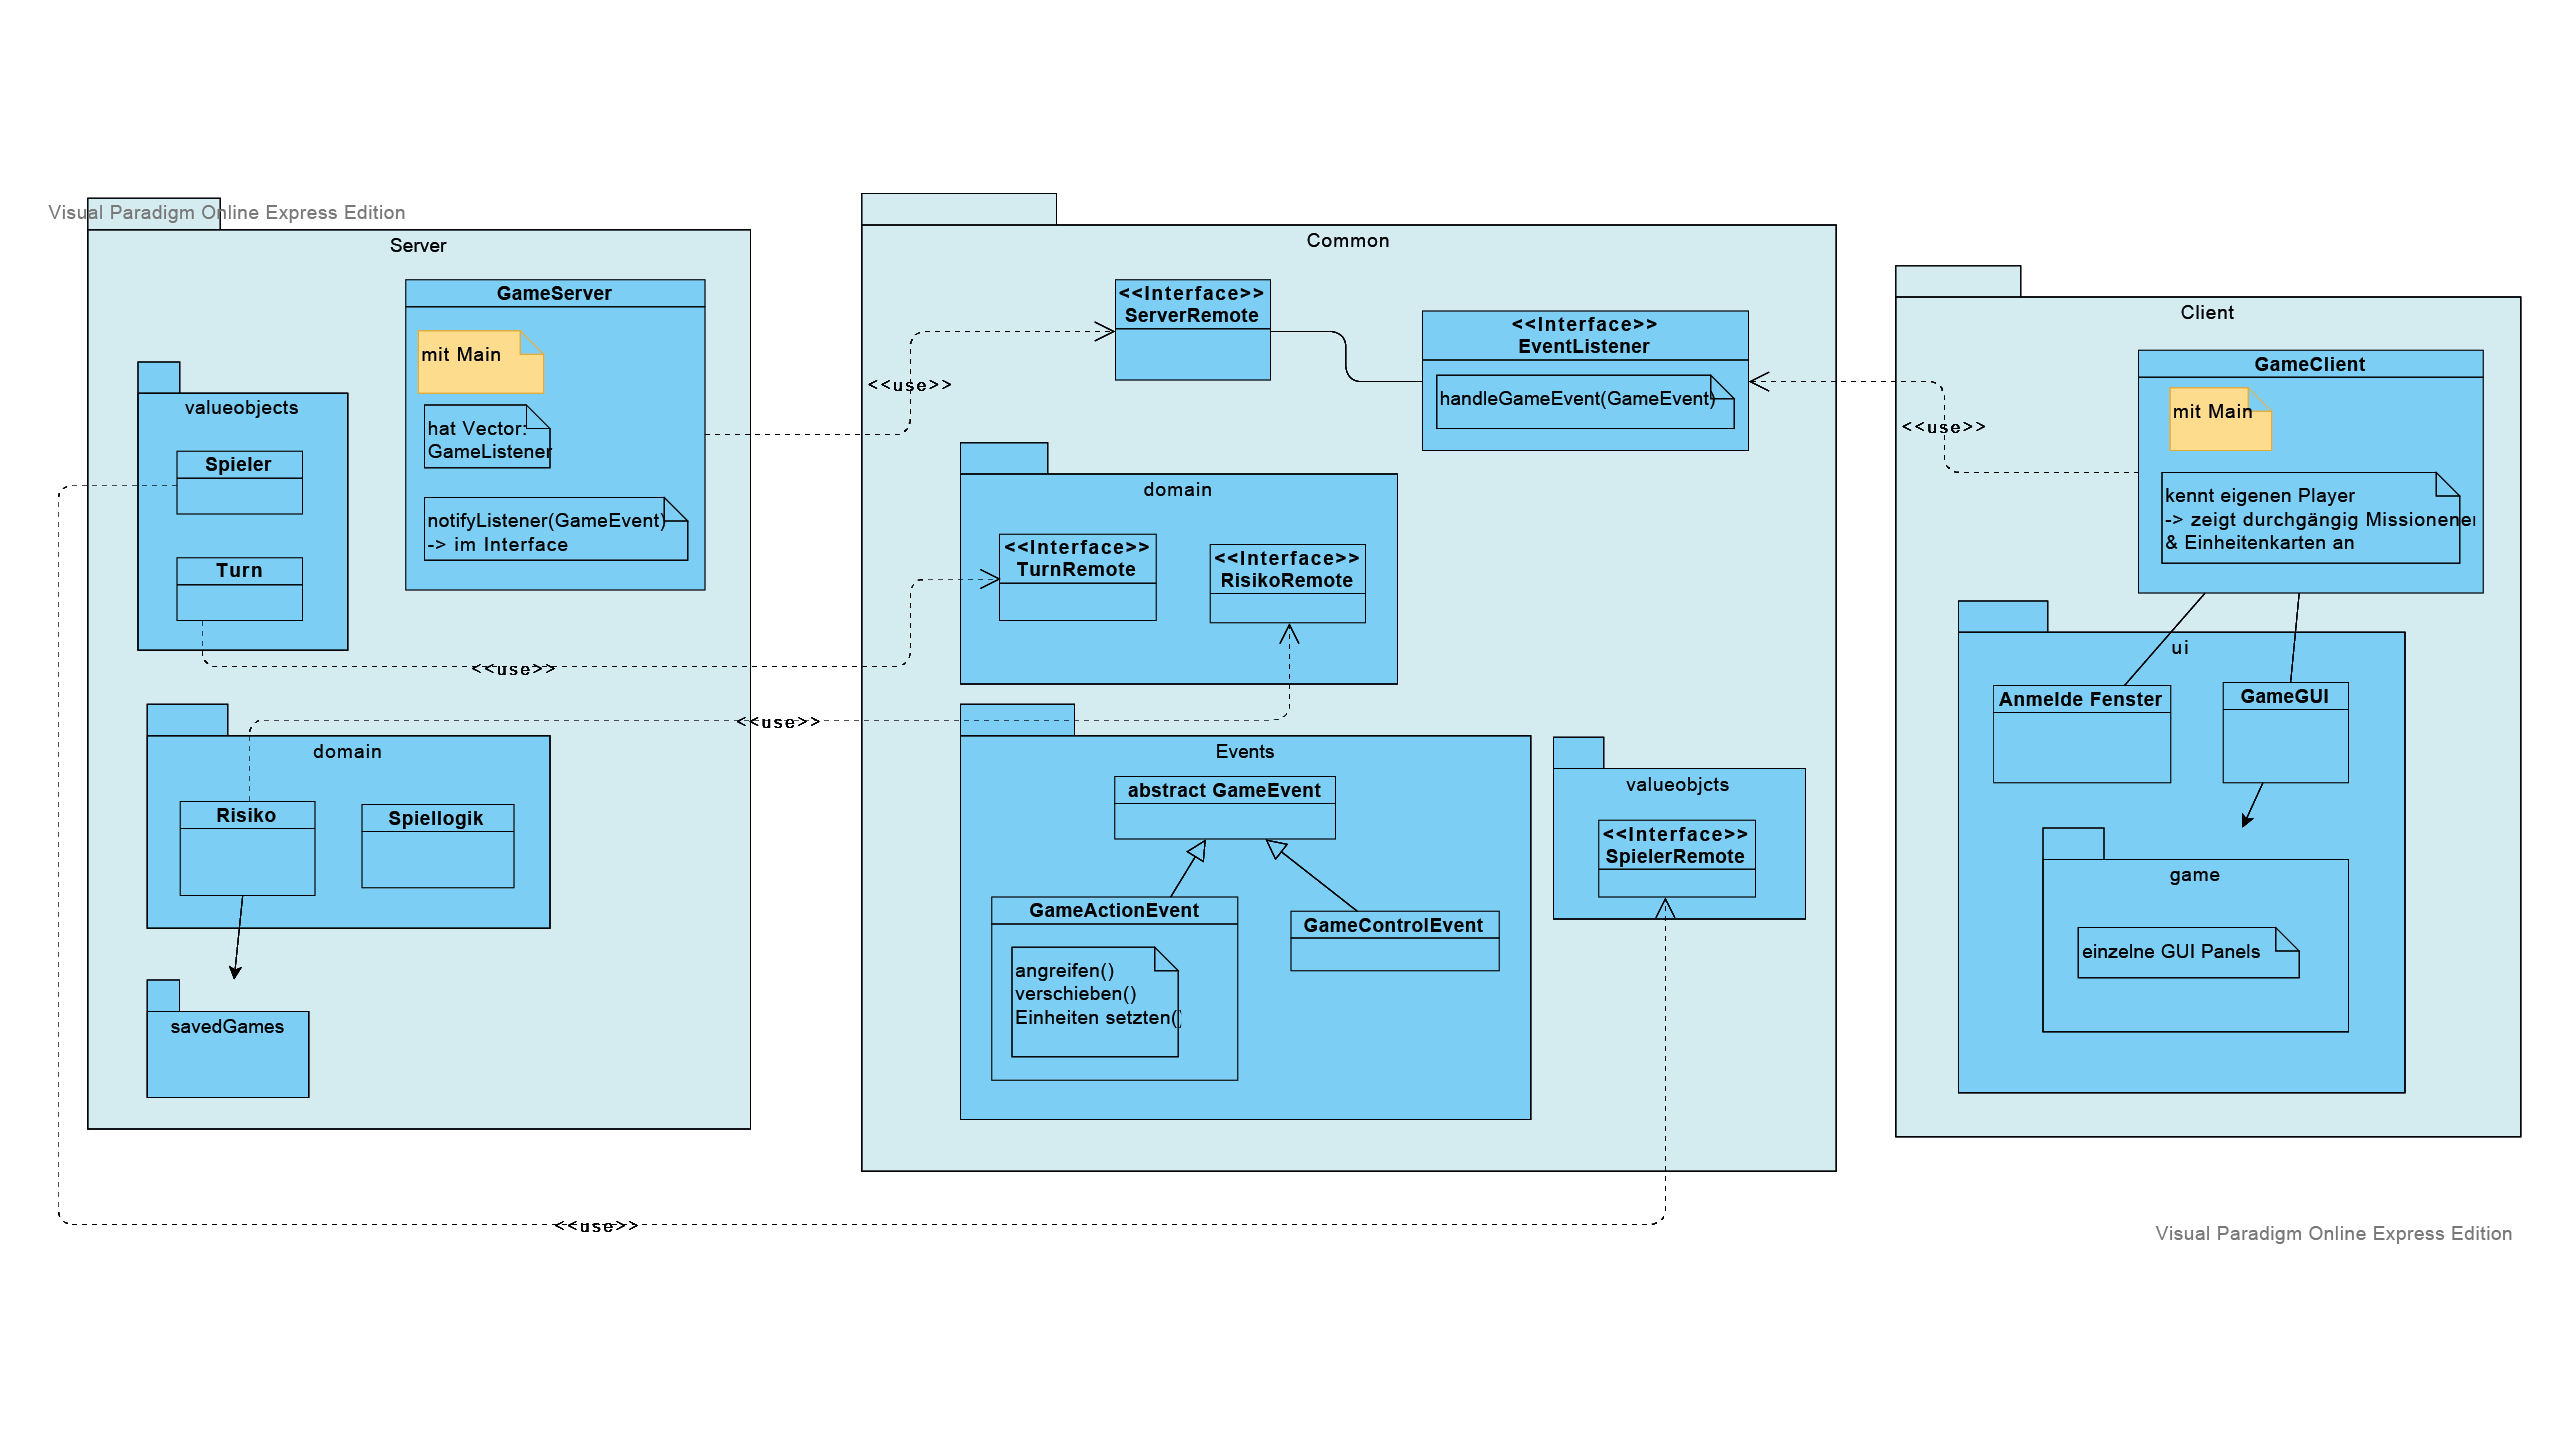 Visual Paradigm Online Express Edition
Server
GameServer
mit Main
hat Vector:
GameListener
notifyListener(GameEvent)
-> im Interface
valueobjects
Spieler
Turn
<<use>>
domain
Risiko
Spiellogik
savedGames
<<use>>
<<use>>
<<use>>
Common
<<Interface>>
ServerRemote
<<Interface>>
EventListener
handleGameEvent(GameEvent)
domain
<<Interface>>
TurnRemote
<<Interface>>
RisikoRemote
Events
abstract GameEvent
GameActionEvent
angreifen()
verschieben()
Einheiten setzten()
GameControlEvent
valueobjcts
<<Interface>>
SpielerRemote
<<use>>
Client
GameClient
mit Main
kennt eigenen Player
-> zeigt durchgängig Missionenen
& Einheitenkarten an
ui
Anmelde Fenster
GameGUI
game
einzelne GUI Panels
Visual Paradigm Online Express Edition